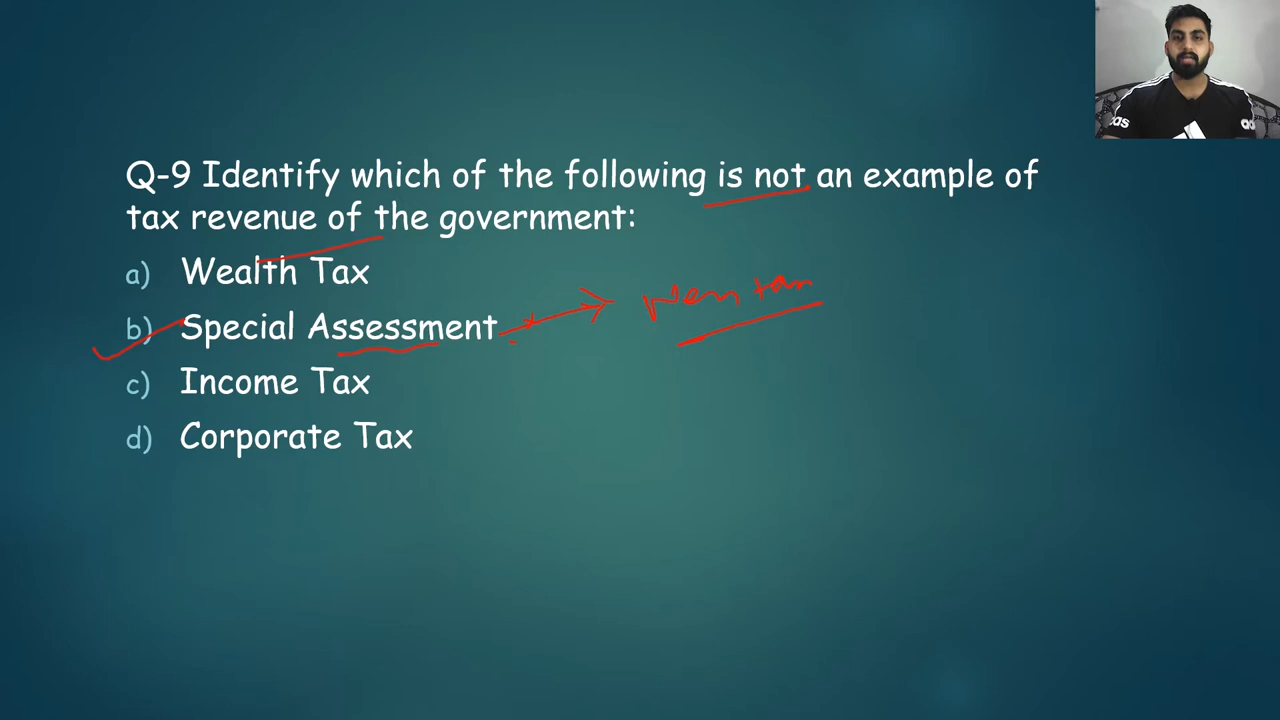 Q-9 Identify which of the following is not an example of
tax revenue of the government:
a) Wealth Tax
b) Special Assessment → Non tax
c) Income Tax
d) Corporate Tax